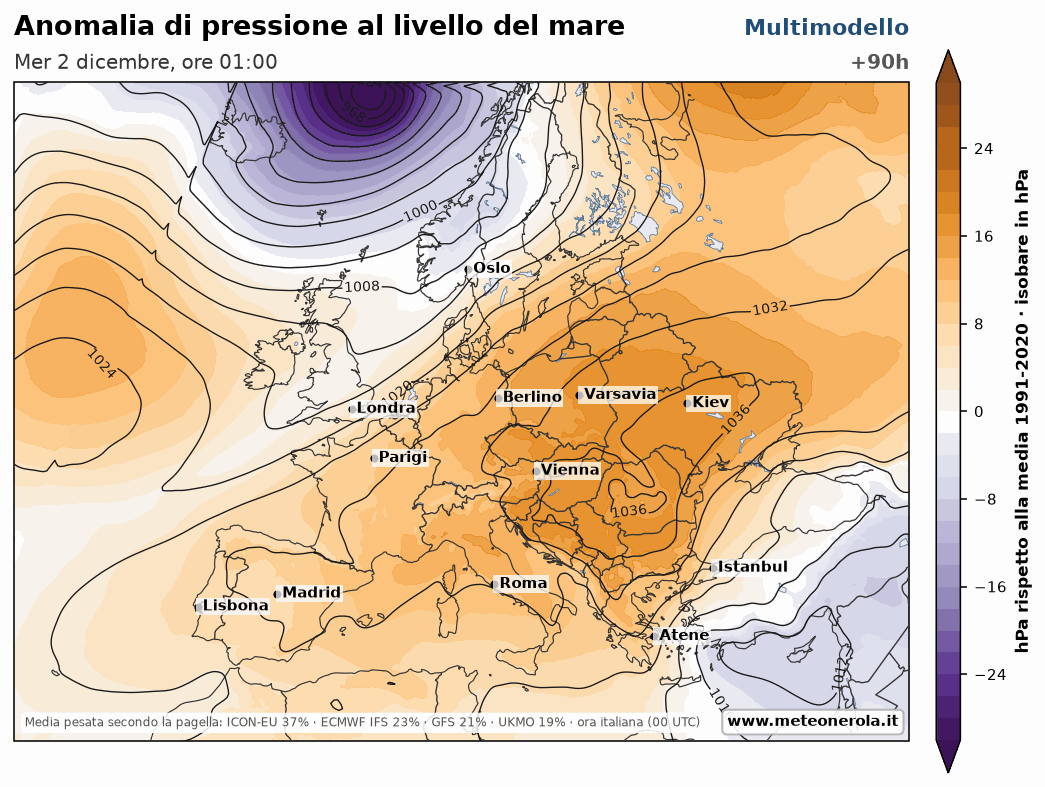 Anomalia di pressione al livello del mare
Multimodello
Mer 2 dicembre, ore 01:00
+90h
968
1000
Oslo
1008
1032
1024
1020
Berlino
Varsavia
Kiev
Londra
1036
Parigi
Vienna
1036
Istanbul
Roma
Madrid
Lisbona
Atene
1012
Media pesata secondo la pagella: ICON-EU 37% · ECMWF IFS 23% · GFS 21% · UKMO 19% · ora italiana (00 UTC)
www.meteonerola.it
24
16
8
0
−8
−16
−24
hPa rispetto alla media 1991-2020 · isobare in hPa